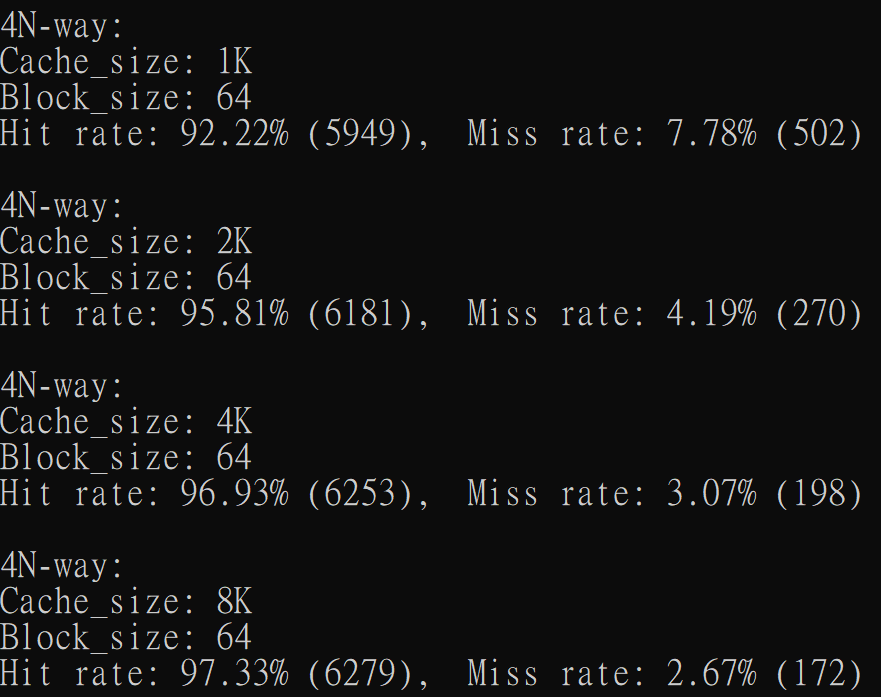 4N-way:
Cache_size: 1K
Block_size: 64
Hit rate: 92.22% (5949),  Miss rate: 7.78% (502)
4N-way:
Cache_size: 2K
Block_size: 64
Hit rate: 95.81% (6181),  Miss rate: 4.19% (270)
4N-way:
Cache_size: 4K
Block_size: 64
Hit rate: 96.93% (6253),  Miss rate: 3.07% (198)
4N-way:
Cache_size: 8K
Block_size: 64
Hit rate: 97.33% (6279),  Miss rate: 2.67% (172)